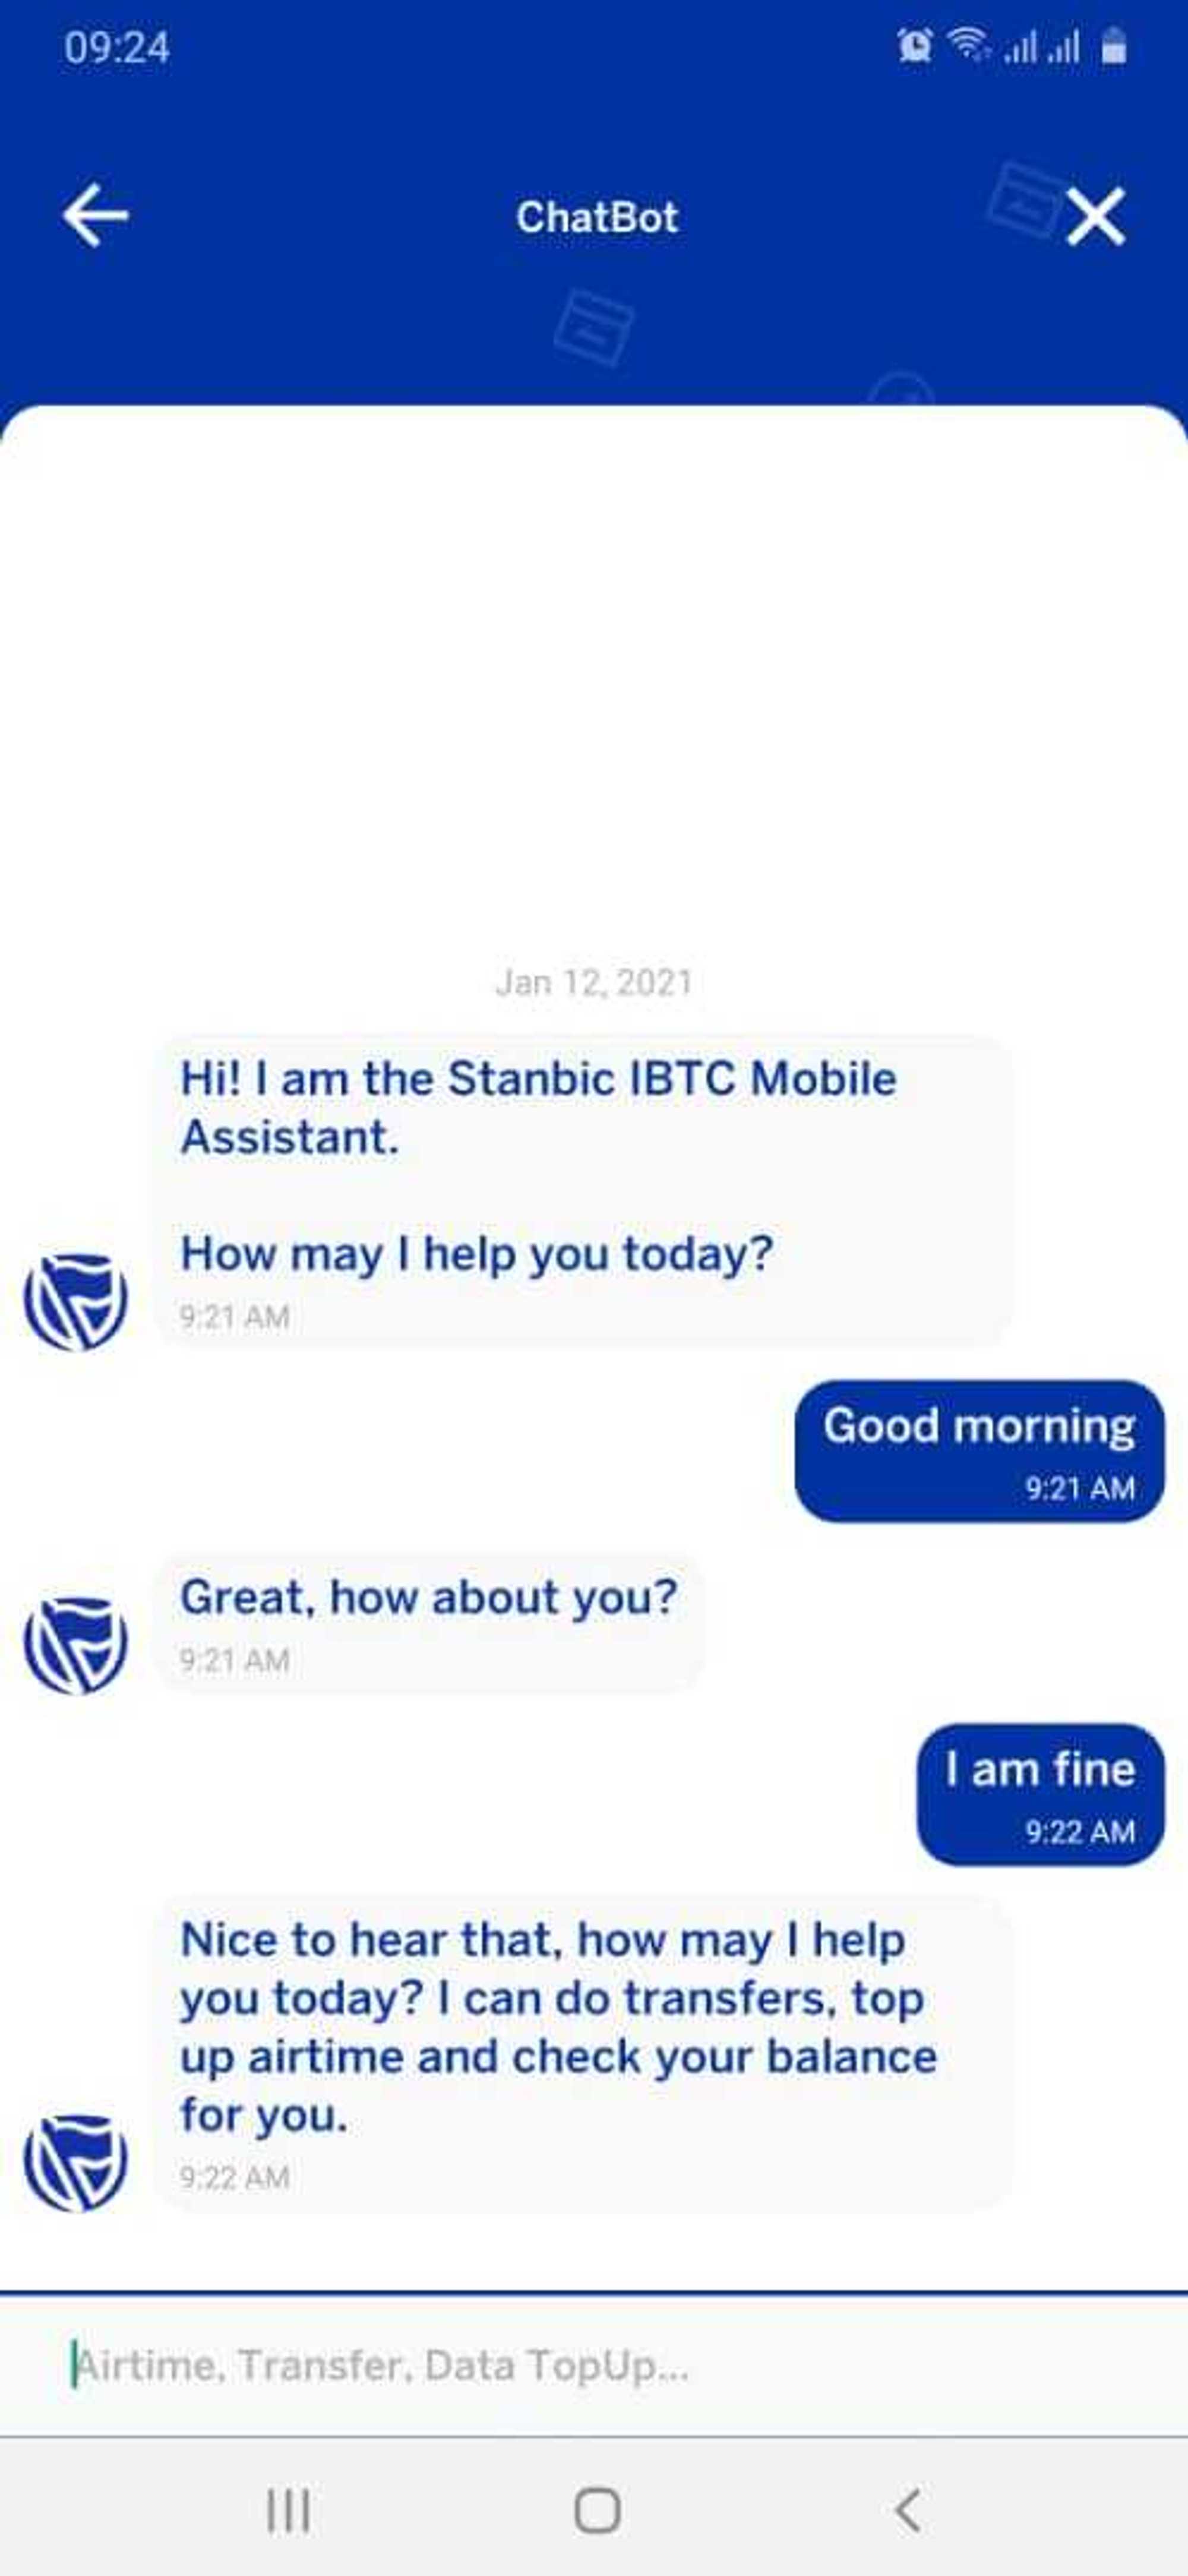 09:24
ChatBot
Jan 12, 2021
Hi! I am the Stanbic IBTC Mobile
Assistant.
How may I help you today?
9:21 AM
Good morning
9:21 AM
Great, how about you?
9:21 AM
I am fine
9:22 AM
Nice to hear that, how may I help
you today? I can do transfers, top
up airtime and check your balance
for you.
9:22 AM
Airtime, Transfer, Data TopUp...